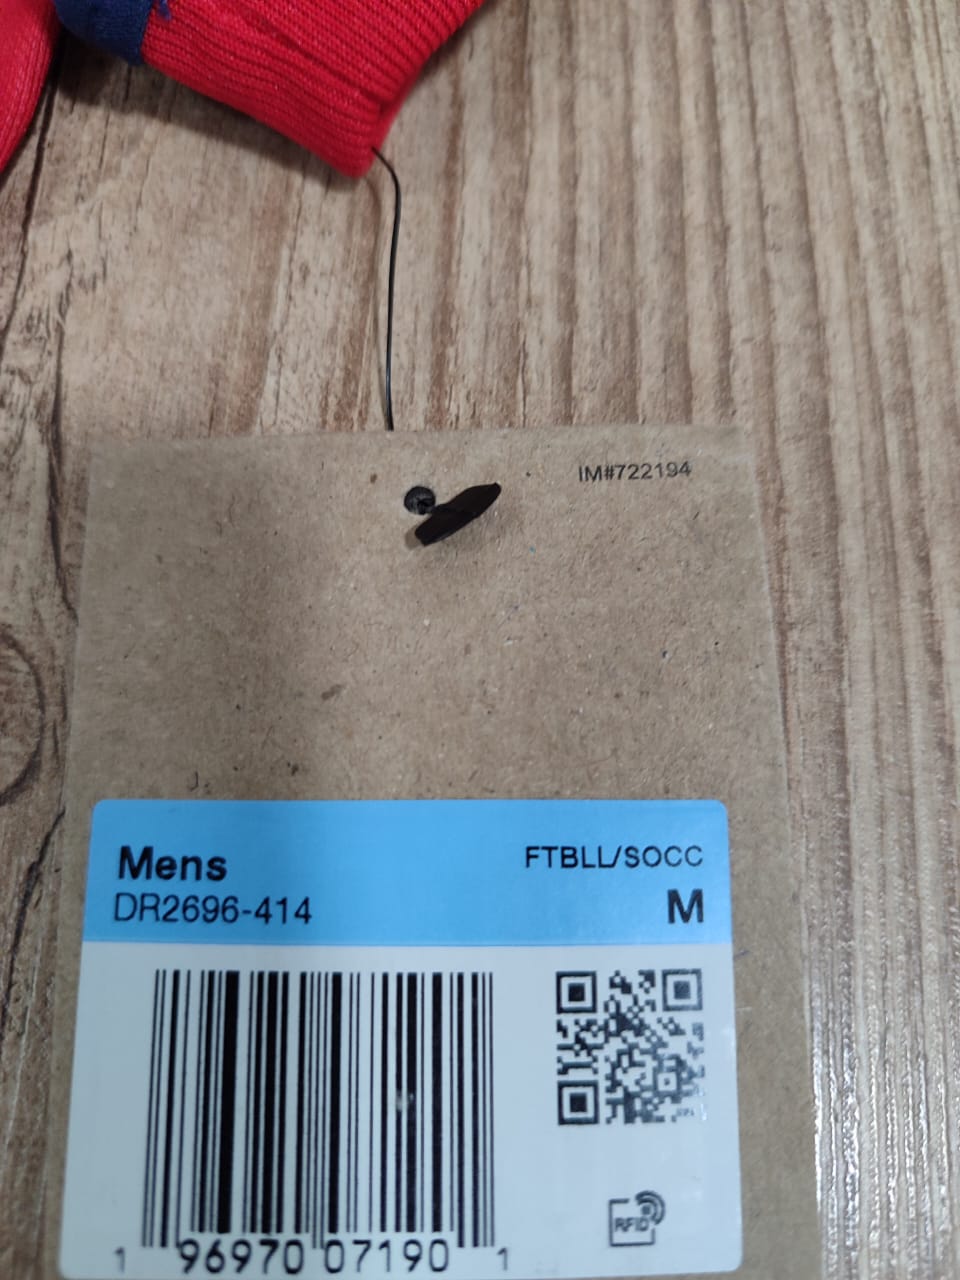 IM#722194
Mens
FTBLL/SOCC
DR2696-414
M
RFID
1 96970 07190 1